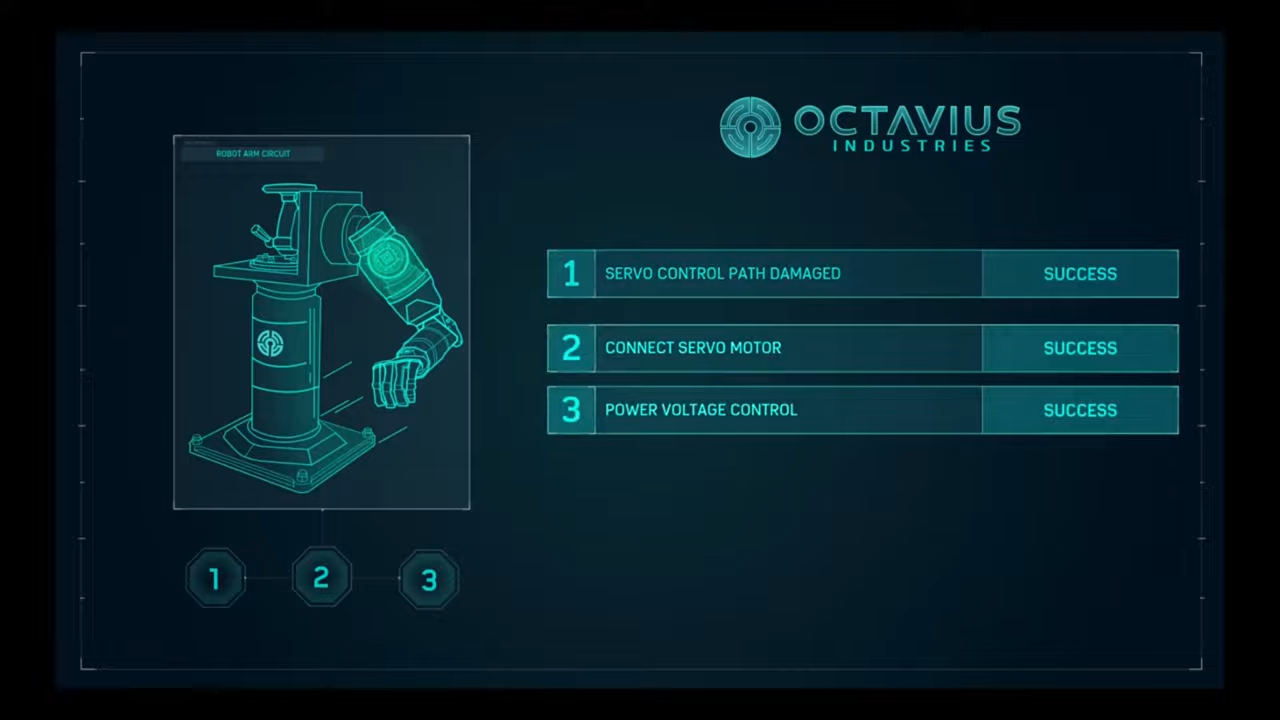 OCTAVIUS
INDUSTRIES
ROBOT ARM CIRCUIT
1 SERVO CONTROL PATH DAMAGED SUCCESS
2 CONNECT SERVO MOTOR SUCCESS
3 POWER VOLTAGE CONTROL SUCCESS
1 2 3